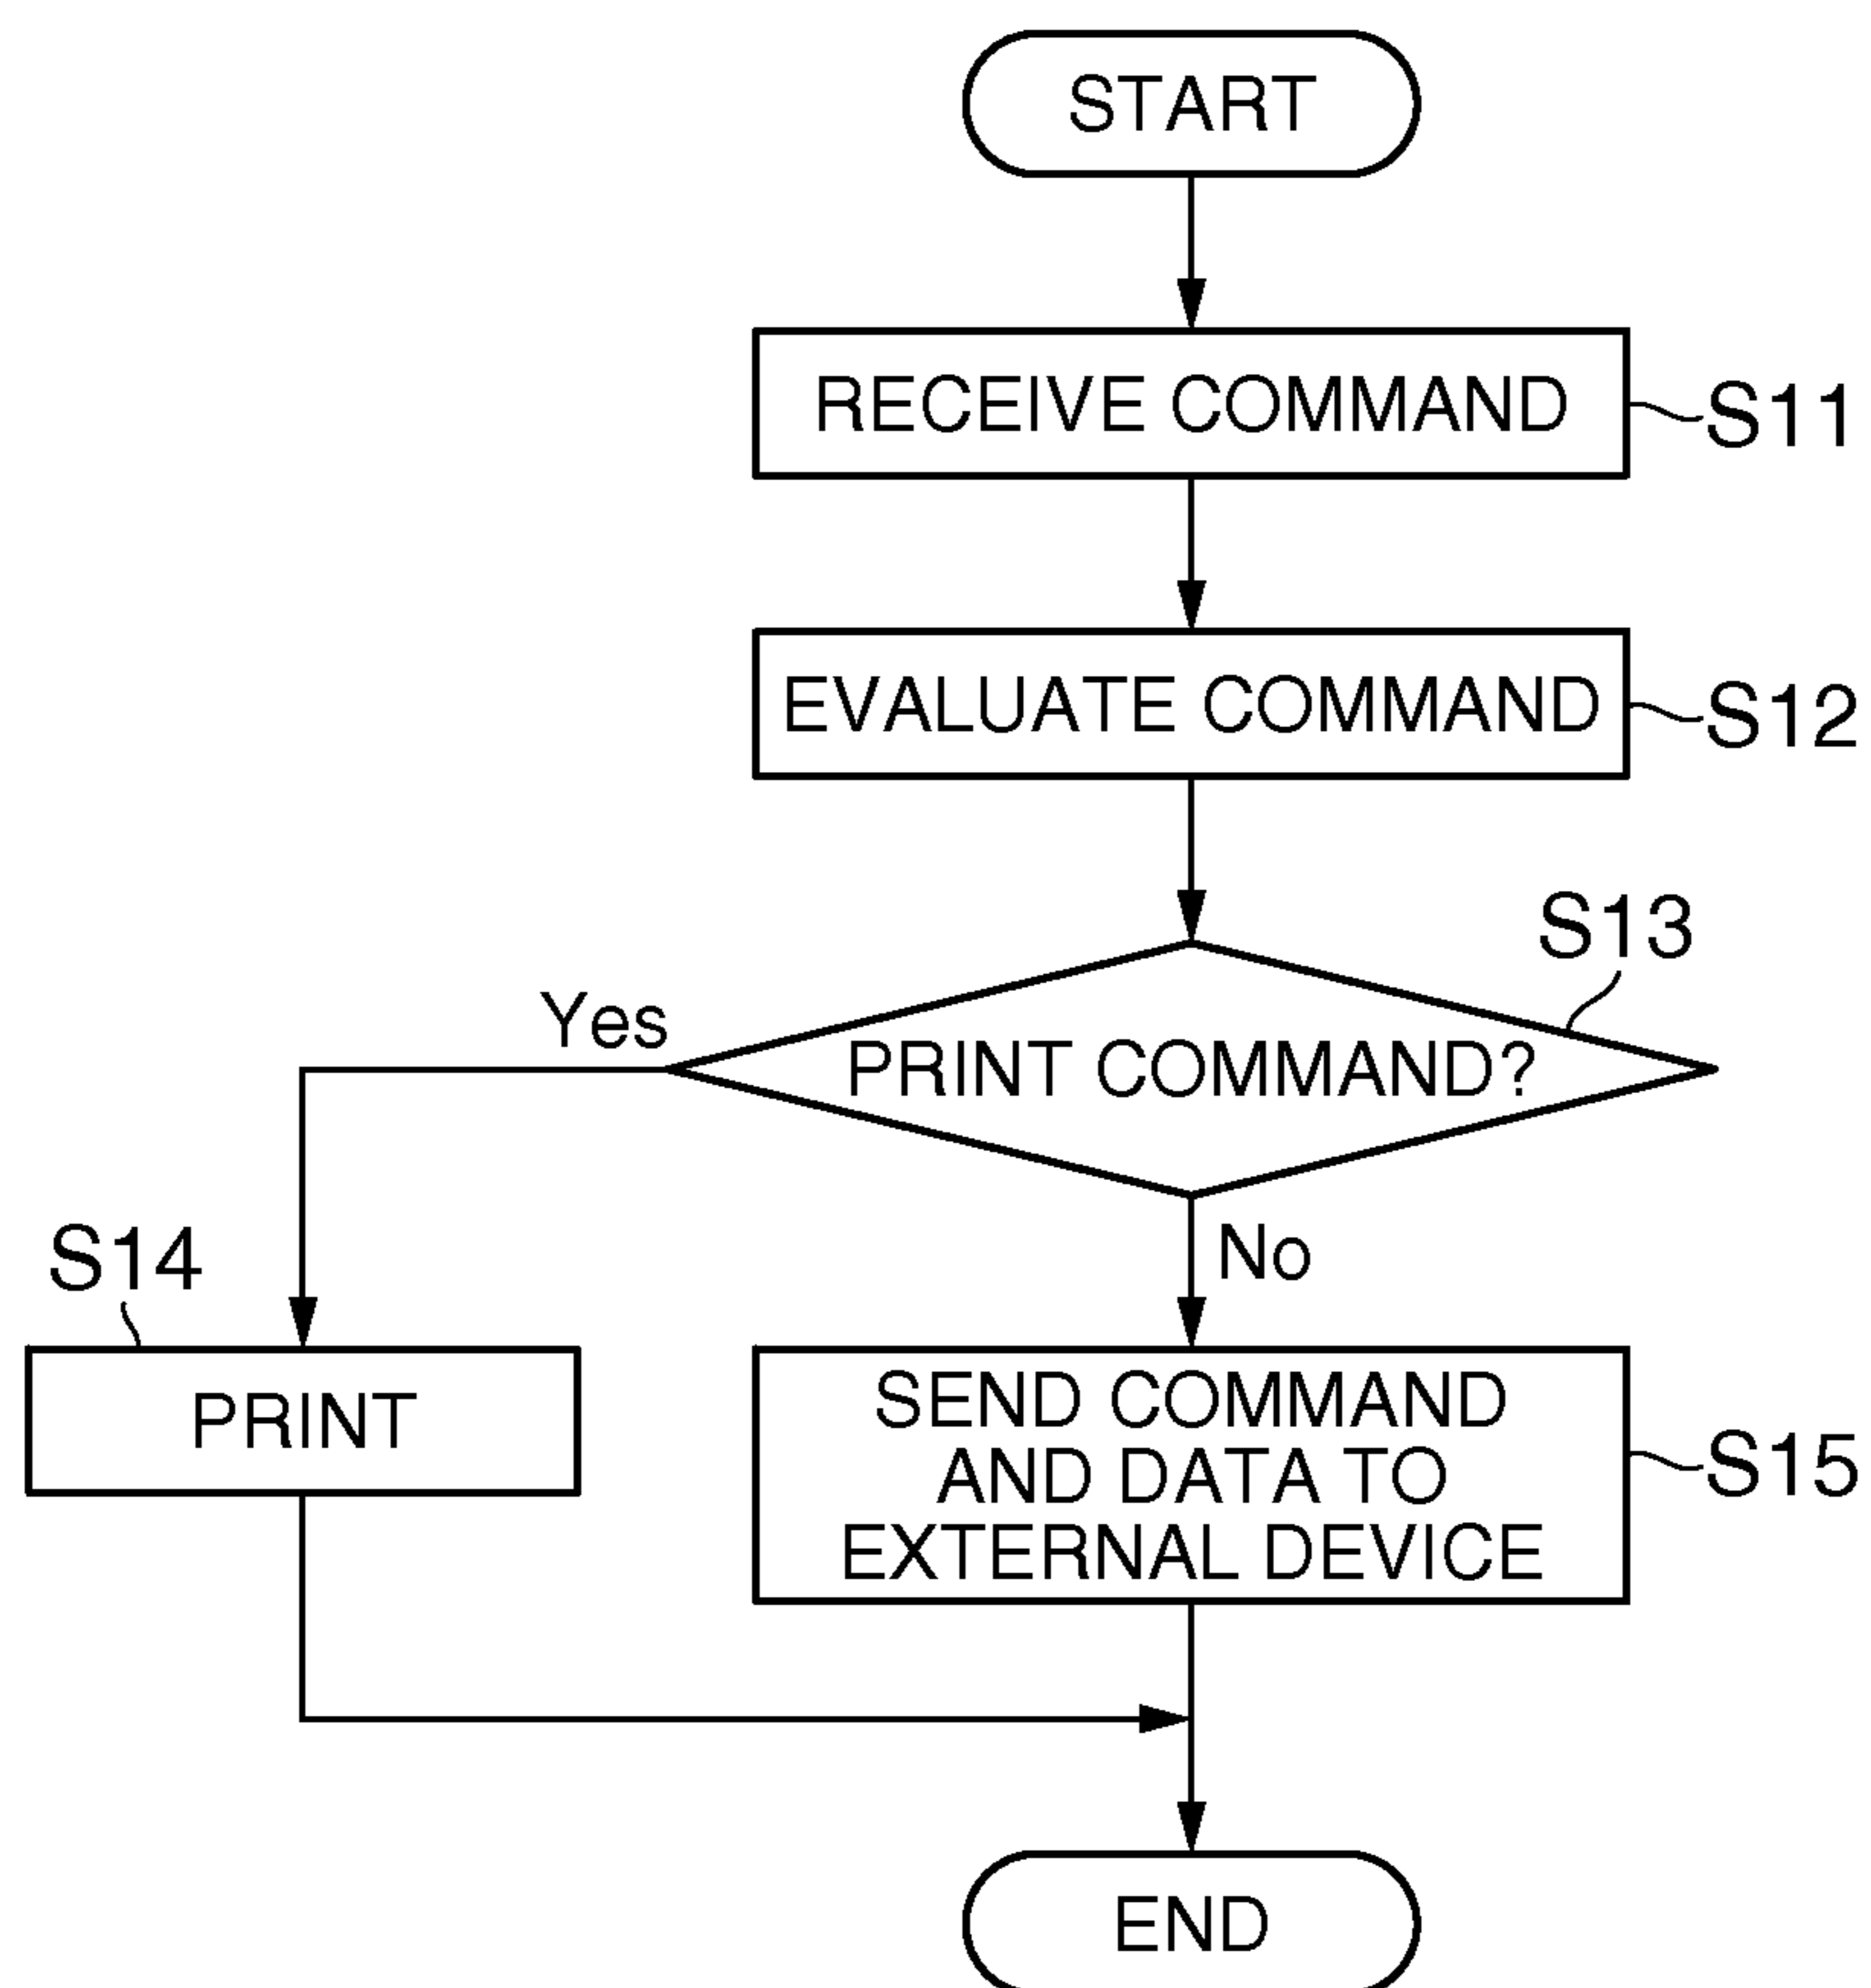 START
RECEIVE COMMAND
S11
EVALUATE COMMAND
S12
S13
Yes
PRINT COMMAND?
No
S14
PRINT
SEND COMMAND
AND DATA TO
EXTERNAL DEVICE
S15
END